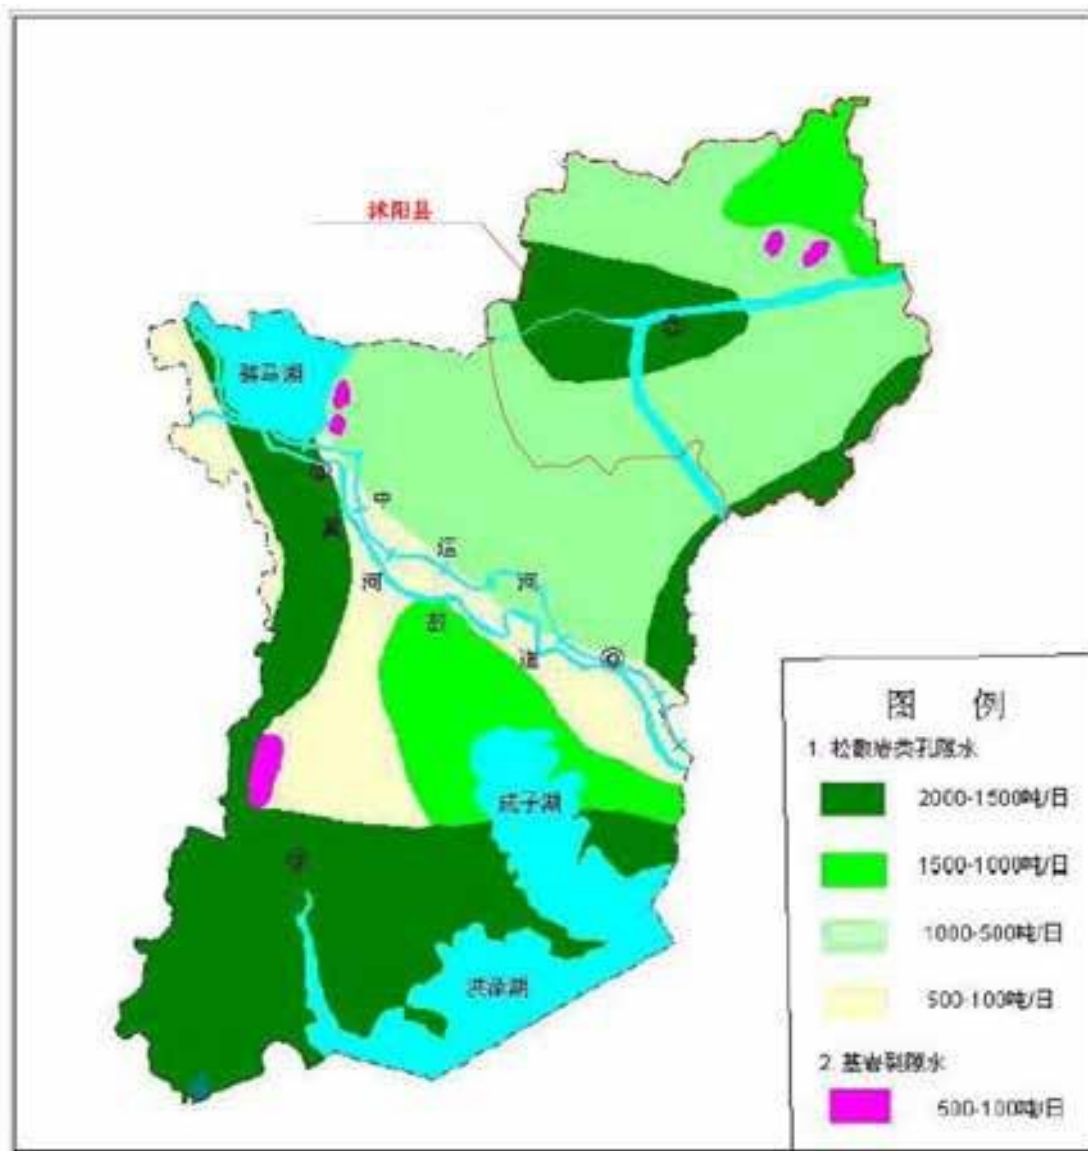 沭阳县
骆马湖
中
运
河
黄
河
故
道
成子湖
洪泽湖
图 例
1 松散岩类孔隙水
2000-1500吨/日
1500-1000吨/日
1000-500吨/日
500-100吨/日
2 基岩裂隙水
500-100吨/日